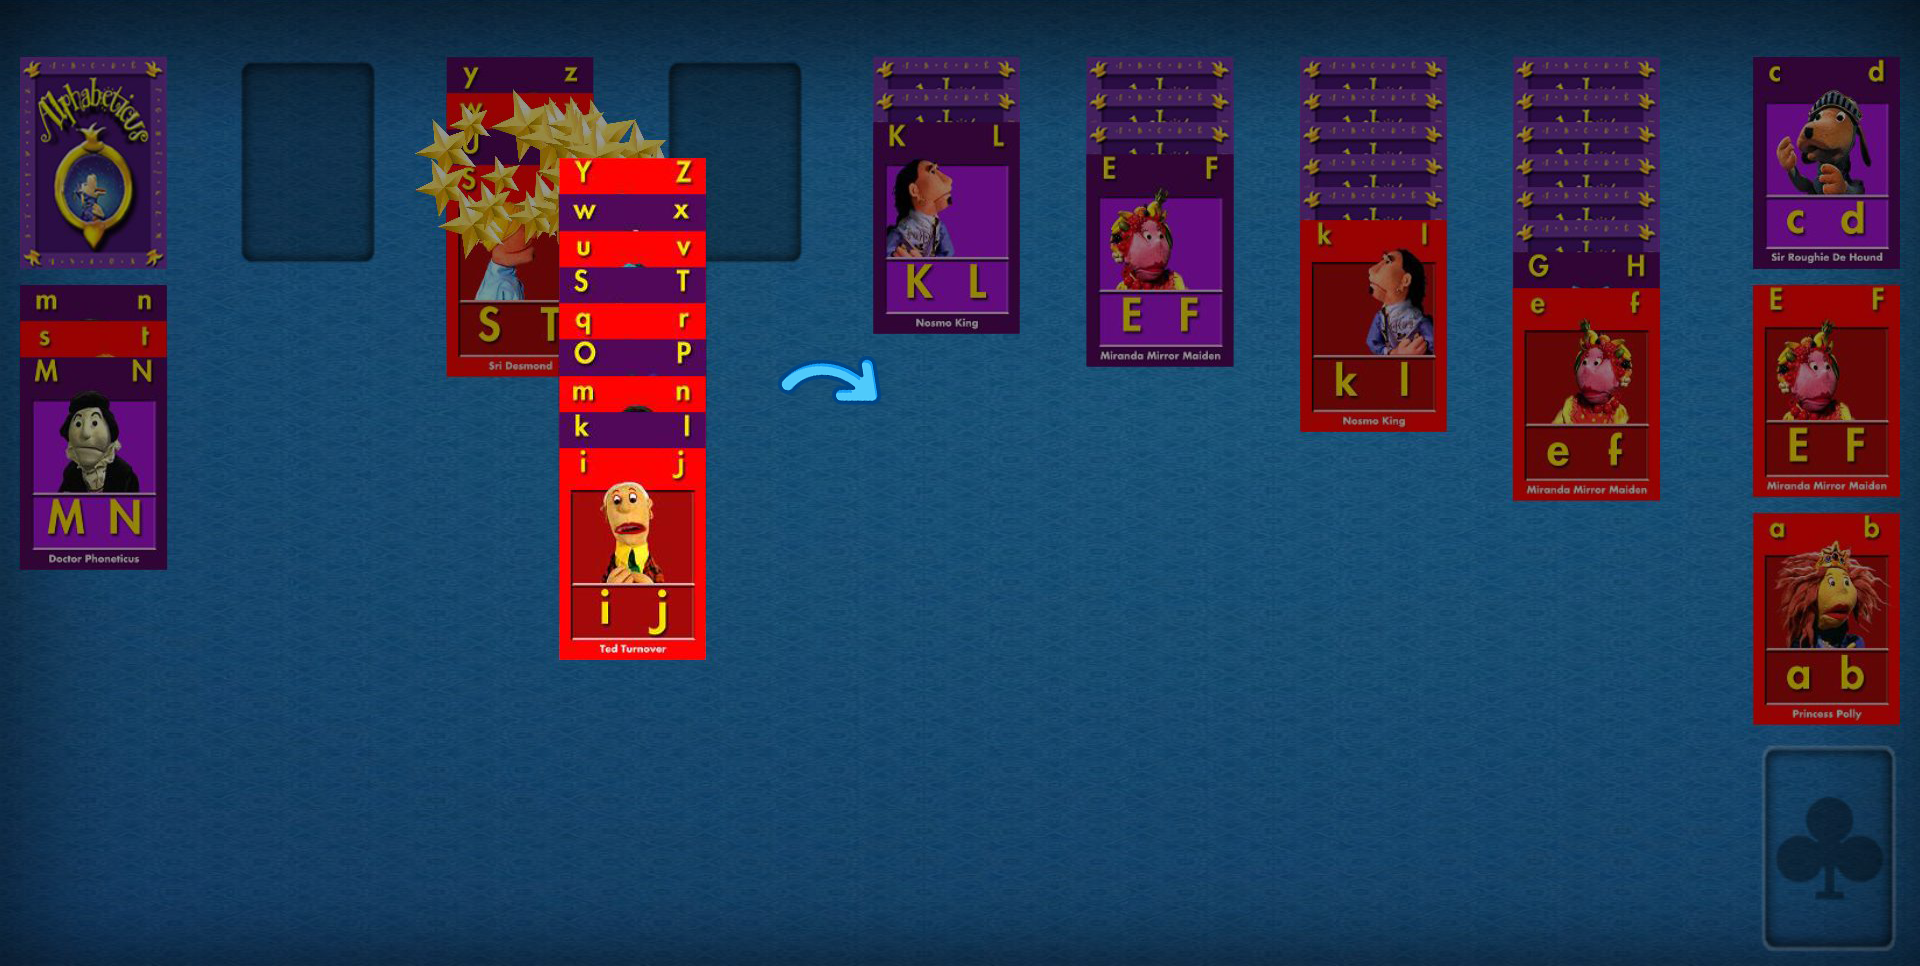 Alphabeticus
m n
s t
M N
M N
Doctor Phoneticus
y z
w
U
s
S T
Sri Desmond
Y Z
w x
u v
S T
q r
O P
m n
k l
i j
i j
Ted Turnover
K L
K L
Nosmo King
E F
E F
Miranda Mirror Maiden
k l
k l
Nosmo King
G H
e f
e f
Miranda Mirror Maiden
c d
c d
Sir Roughie De Hound
E F
E F
Miranda Mirror Maiden
a b
a b
Princess Polly